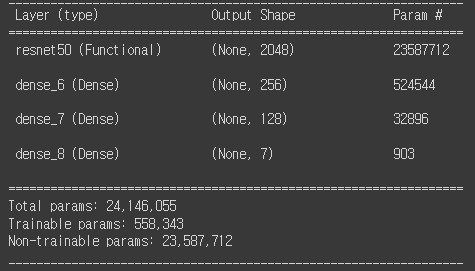 Layer (type) Output Shape Param #
resnet50 (Functional) (None, 2048) 23587712
dense_6 (Dense) (None, 256) 524544
dense_7 (Dense) (None, 128) 32896
dense_8 (Dense) (None, 7) 903
Total params: 24,146,055
Trainable params: 558,343
Non-trainable params: 23,587,712